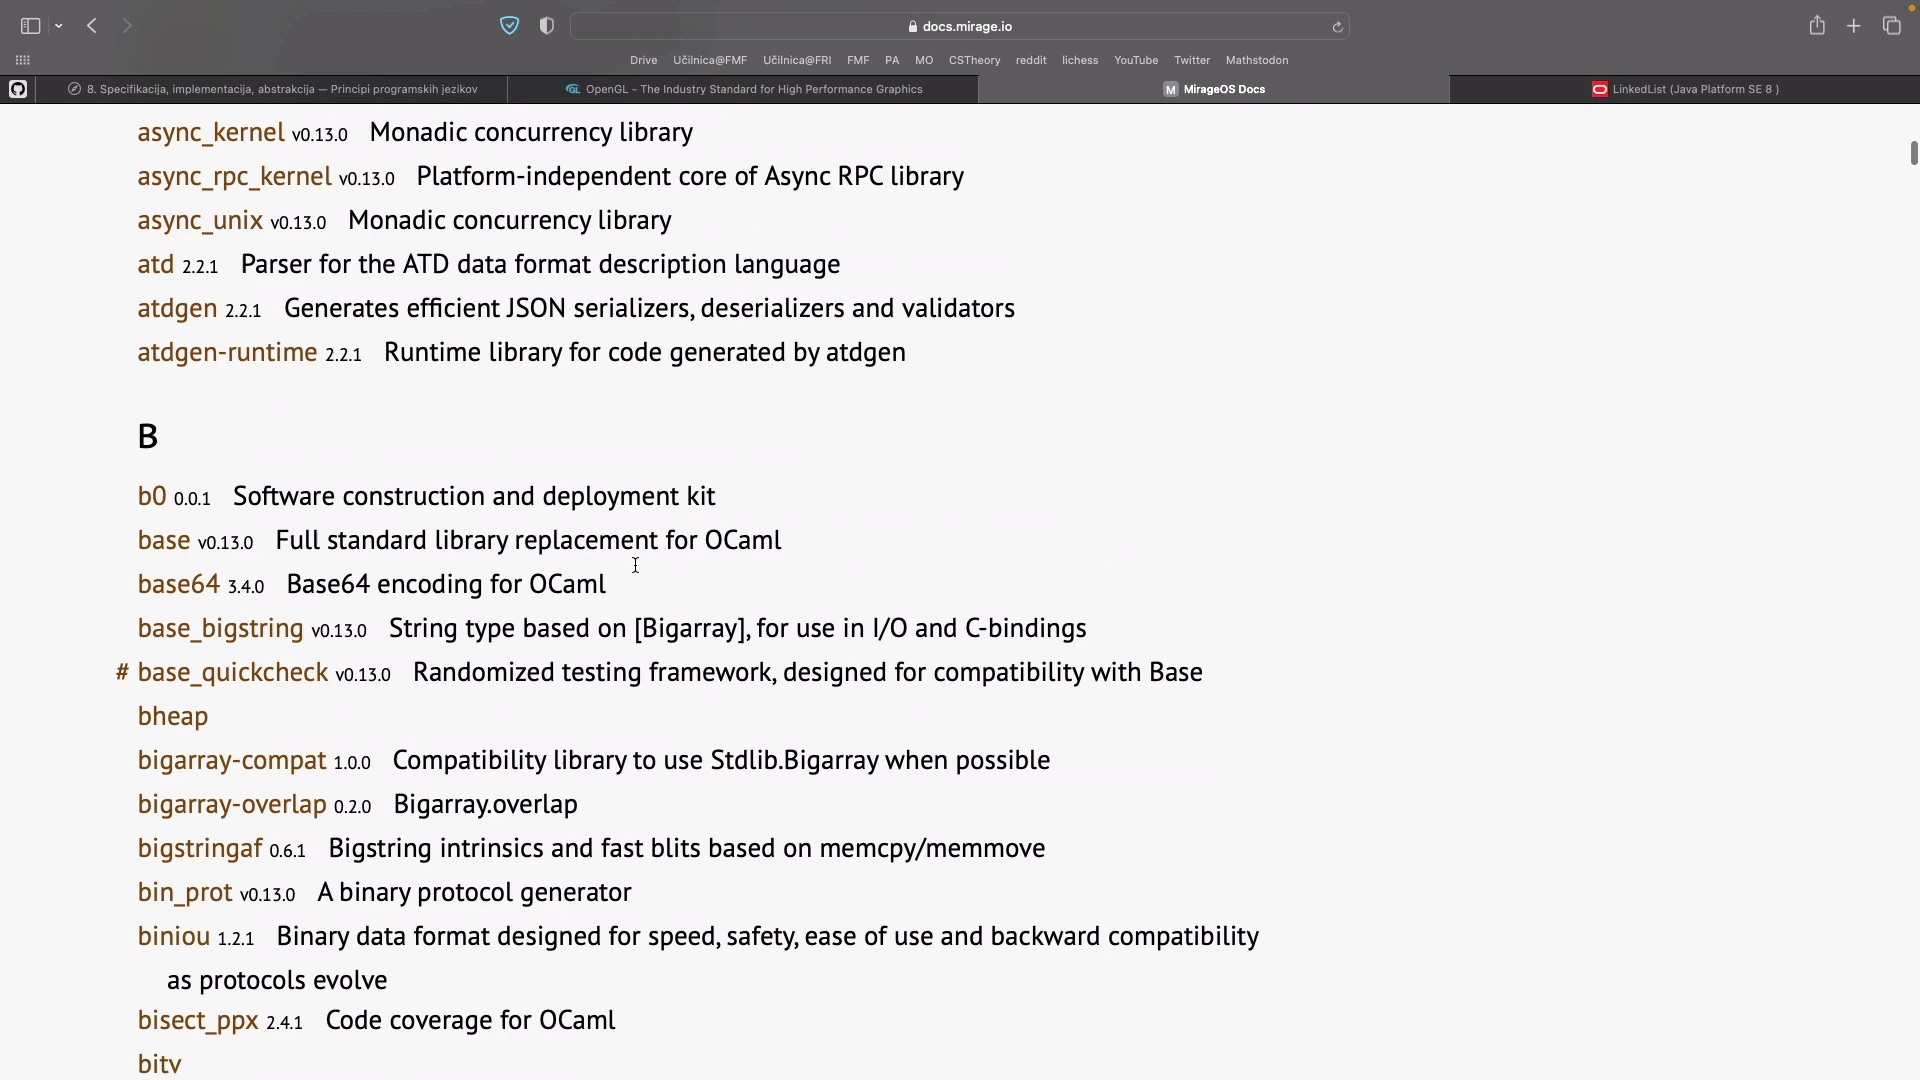 docs.mirage.io
Drive Učilnica@FMF Učilnica@FRI FMF PA MO CSTheory reddit lichess YouTube Twitter Mathstodon
8. Specifikacija, implementacija, abstrakcija — Principi programskih jezikov
OpenGL - The Industry Standard for High Performance Graphics
M MirageOS Docs
LinkedList (Java Platform SE 8 )
async_kernel v0.13.0 Monadic concurrency library
async_rpc_kernel v0.13.0 Platform-independent core of Async RPC library
async_unix v0.13.0 Monadic concurrency library
atd 2.2.1 Parser for the ATD data format description language
atdgen 2.2.1 Generates efficient JSON serializers, deserializers and validators
atdgen-runtime 2.2.1 Runtime library for code generated by atdgen
B
b0 0.0.1 Software construction and deployment kit
base v0.13.0 Full standard library replacement for OCaml
base64 3.4.0 Base64 encoding for OCaml
base_bigstring v0.13.0 String type based on [Bigarray], for use in I/O and C-bindings
# base_quickcheck v0.13.0 Randomized testing framework, designed for compatibility with Base
bheap
bigarray-compat 1.0.0 Compatibility library to use Stdlib.Bigarray when possible
bigarray-overlap 0.2.0 Bigarray.overlap
bigstringaf 0.6.1 Bigstring intrinsics and fast blits based on memcpy/memmove
bin_prot v0.13.0 A binary protocol generator
biniou 1.2.1 Binary data format designed for speed, safety, ease of use and backward compatibility
as protocols evolve
bisect_ppx 2.4.1 Code coverage for OCaml
bitv